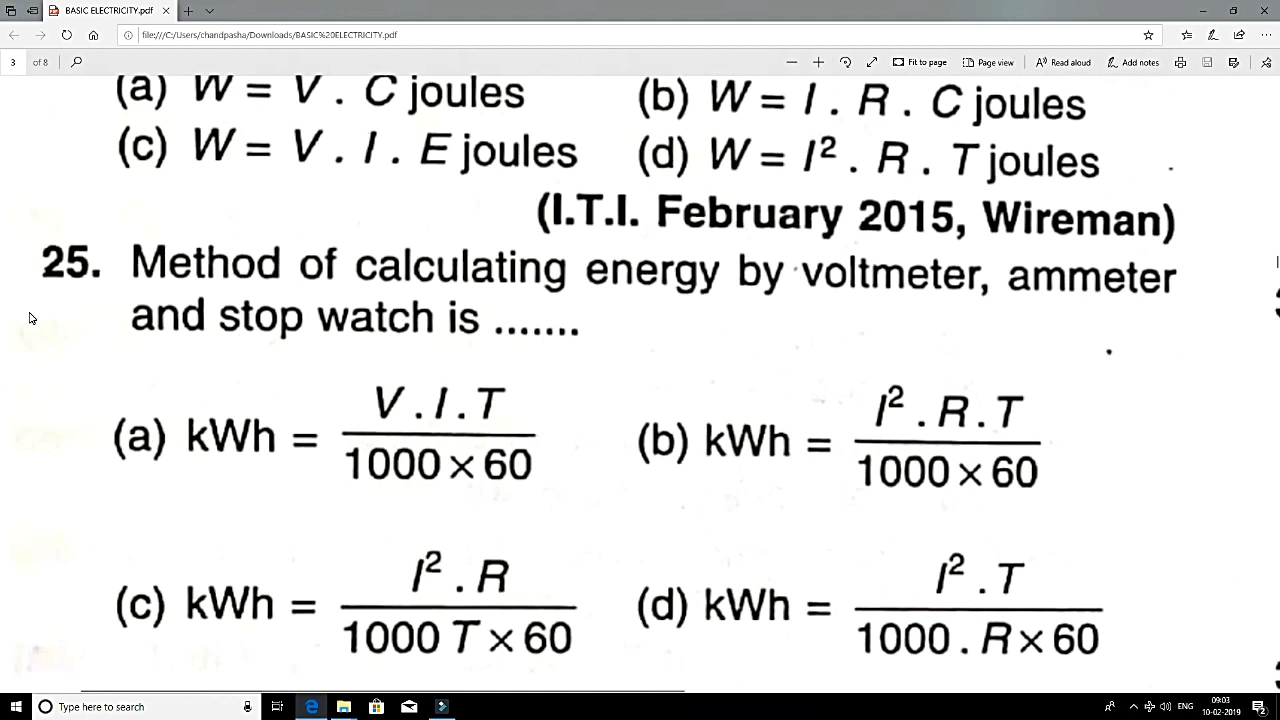 BASIC ELECTRICITY.pdf
file:///C:/Users/chandpasha/Downloads/BASIC%20ELECTRICITY.pdf
3 of 8 Fit to page Page view Read aloud Add notes
(a) W = V . C joules (b) W = I . R . C joules
(c) W = V . I . E joules (d) W = I² . R . T joules
(I.T.I. February 2015, Wireman)
25. Method of calculating energy by voltmeter, ammeter
and stop watch is .......
(a) kWh = V . I . T / 1000 × 60 (b) kWh = I² . R . T / 1000 × 60
(c) kWh = I² . R / 1000 T × 60 (d) kWh = I² . T / 1000 . R × 60
Type here to search ENG 09:03
10-02-2019 2